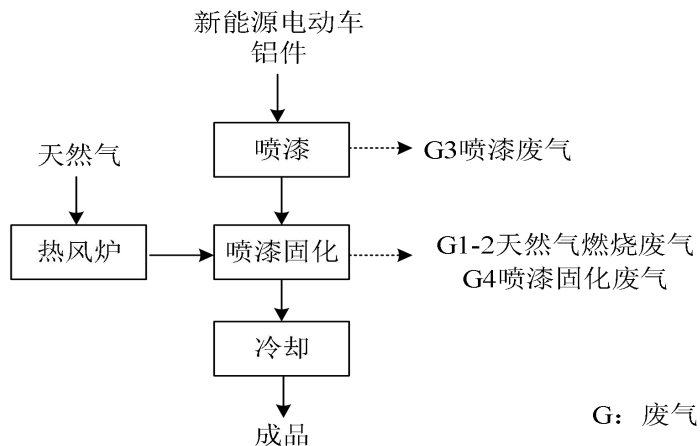 新能源电动车
铝件
喷漆
G3喷漆废气
天然气
热风炉
喷漆固化
G1-2天然气燃烧废气
G4喷漆固化废气
冷却
成品
G：废气